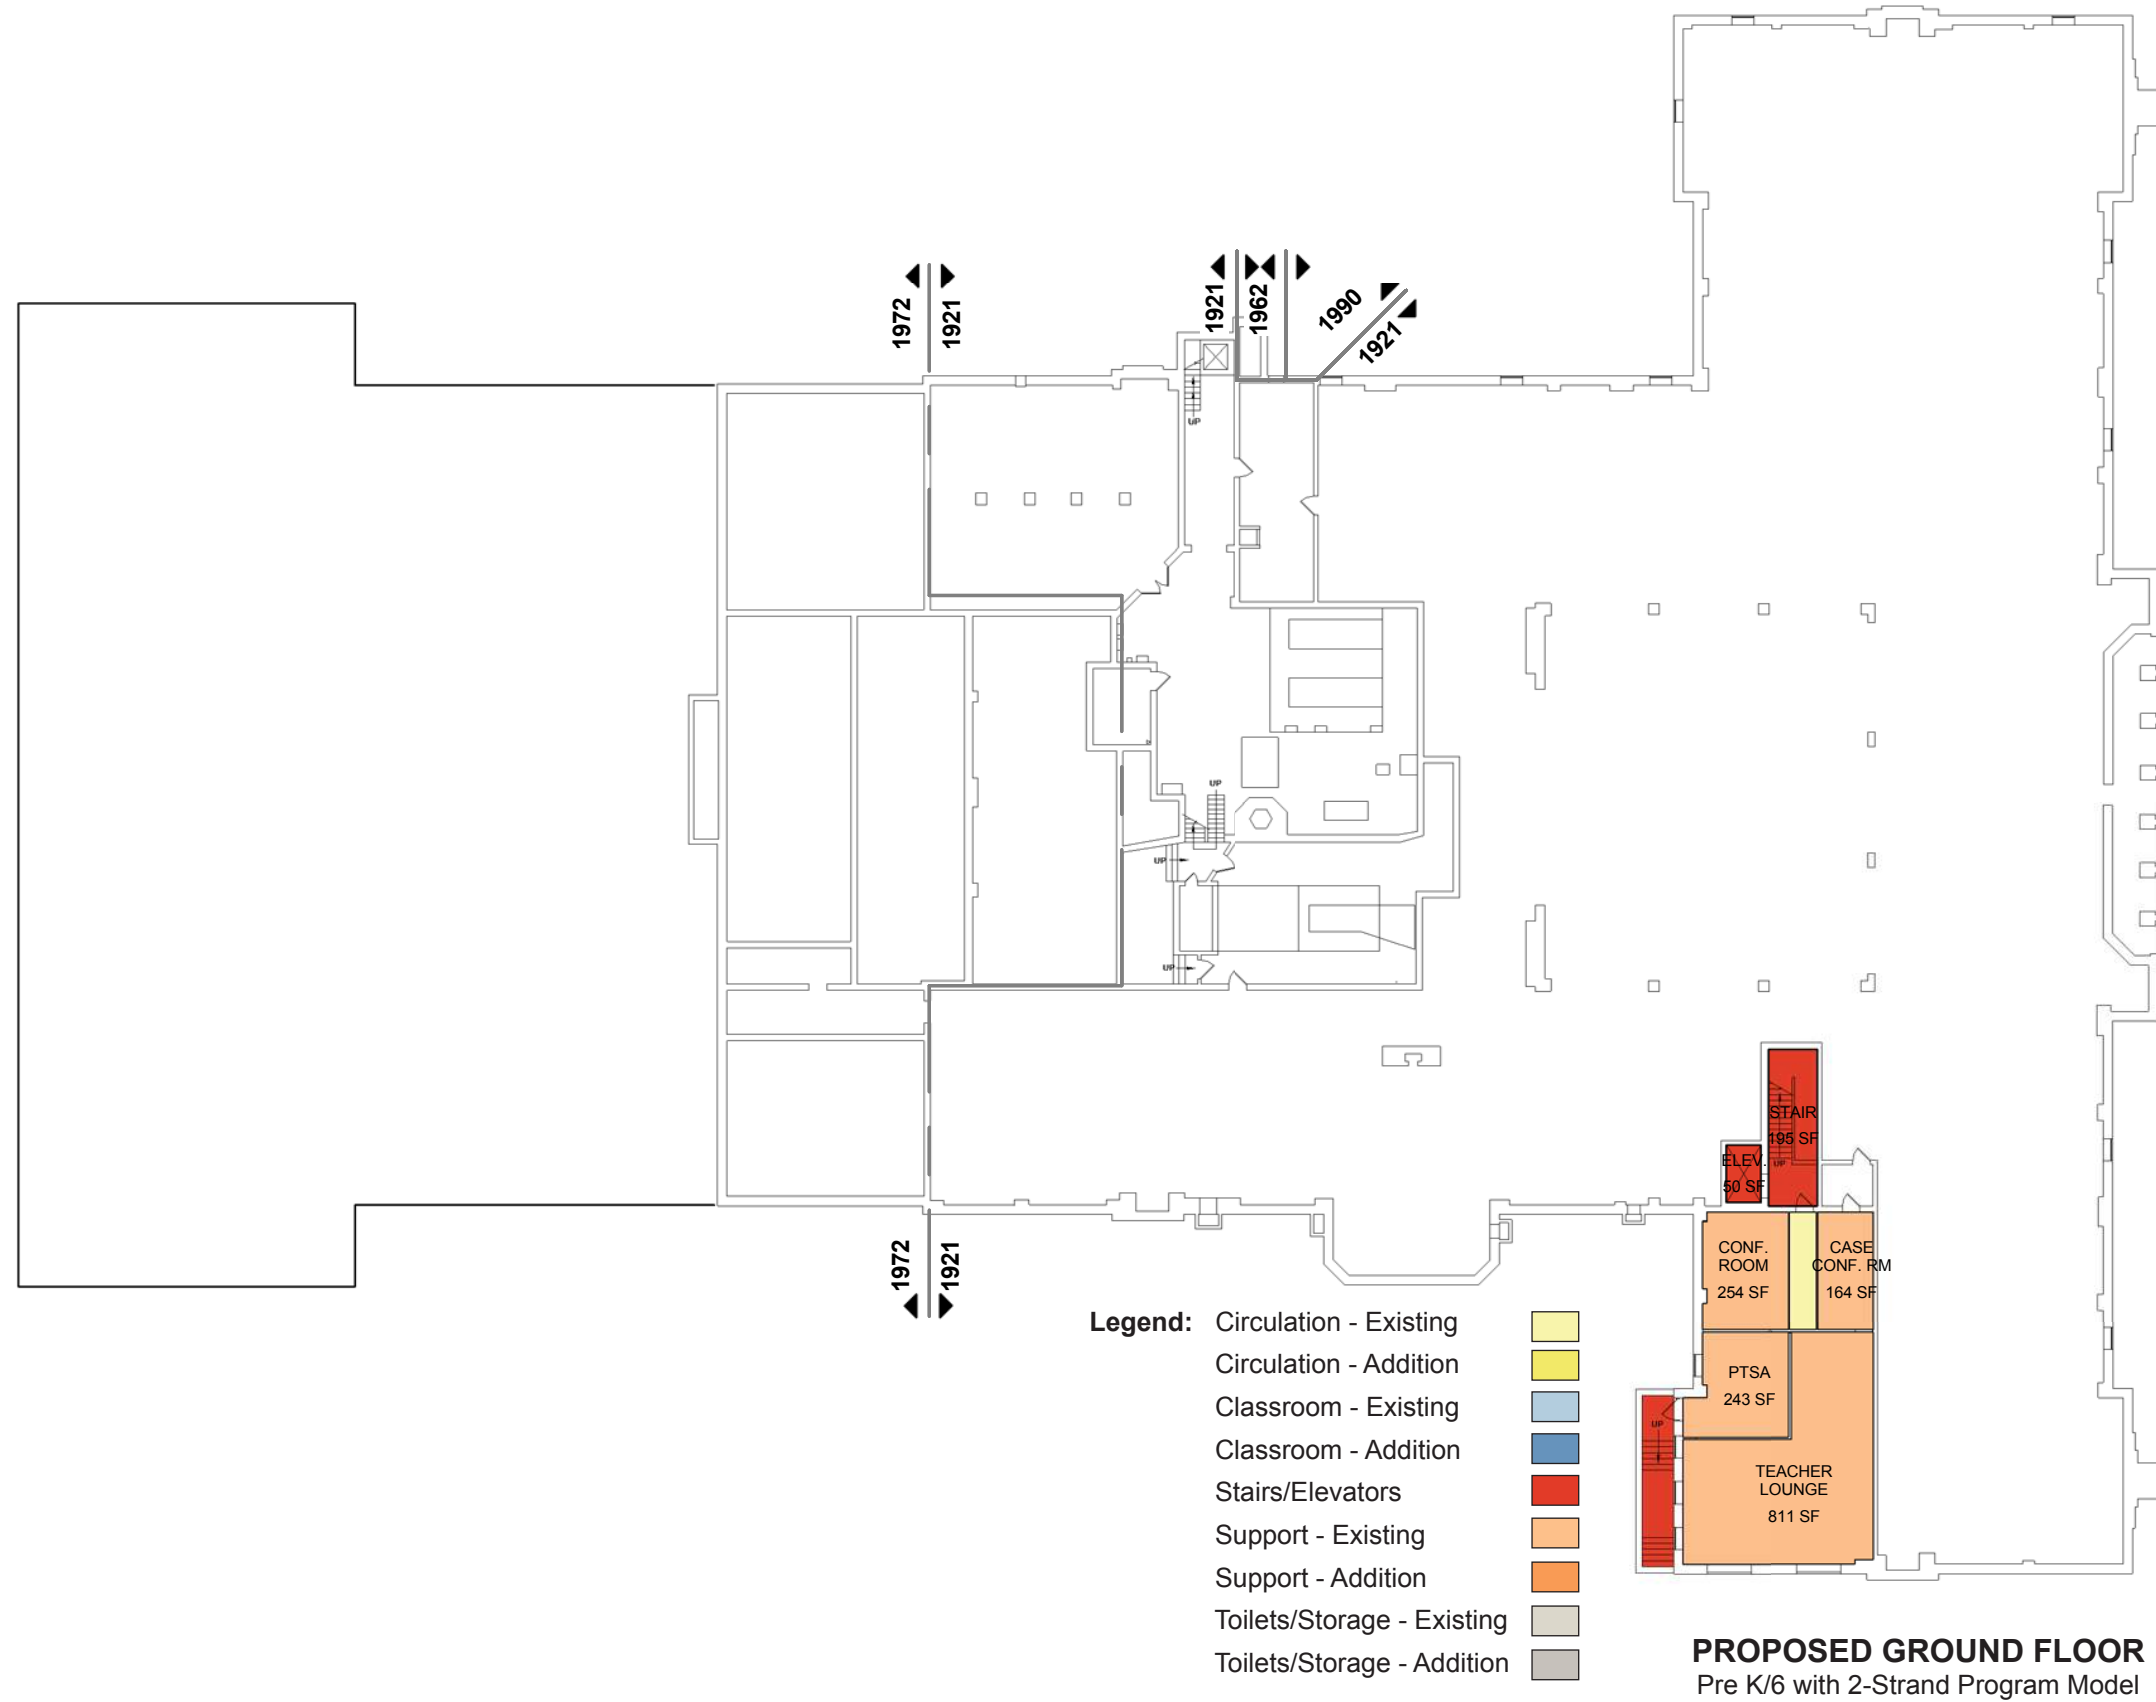 1972
1921
1921
1962
1990
1921
UP
UP
UP
UP
STAIR
195 SF
UP
ELEV.
50 SF
CONF.
ROOM
254 SF
CASE
CONF. RM
164 SF
PTSA
243 SF
UP
TEACHER
LOUNGE
811 SF
1972
1921
Legend:
Circulation - Existing
Circulation - Addition
Classroom - Existing
Classroom - Addition
Stairs/Elevators
Support - Existing
Support - Addition
Toilets/Storage - Existing
Toilets/Storage - Addition
PROPOSED GROUND FLOOR
Pre K/6 with 2-Strand Program Model